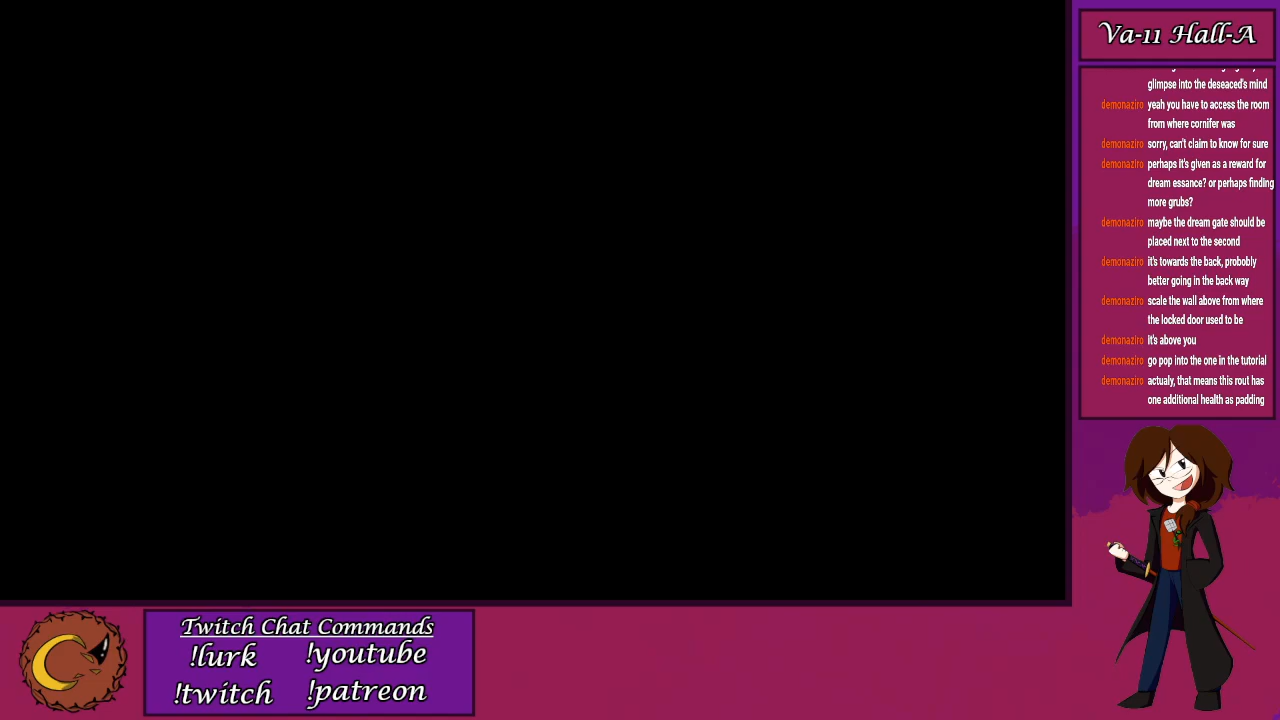 Va-11 Hall-A
glimpse into the deseaced's mind
demonaziro yeah you have to access the room
from where cornifer was
demonaziro sorry, can't claim to know for sure
demonaziro perhaps it's given as a reward for
dream essance? or perhaps finding
more grubs?
demonaziro maybe the dream gate should be
placed next to the second
demonaziro it's towards the back, probobly
better going in the back way
demonaziro scale the wall above from where
the locked door used to be
demonaziro it's above you
demonaziro go pop into the one in the tutorial
demonaziro actualy, that means this rout has
one additional health as padding
Twitch Chat Commands
!lurk !youtube
!twitch !patreon